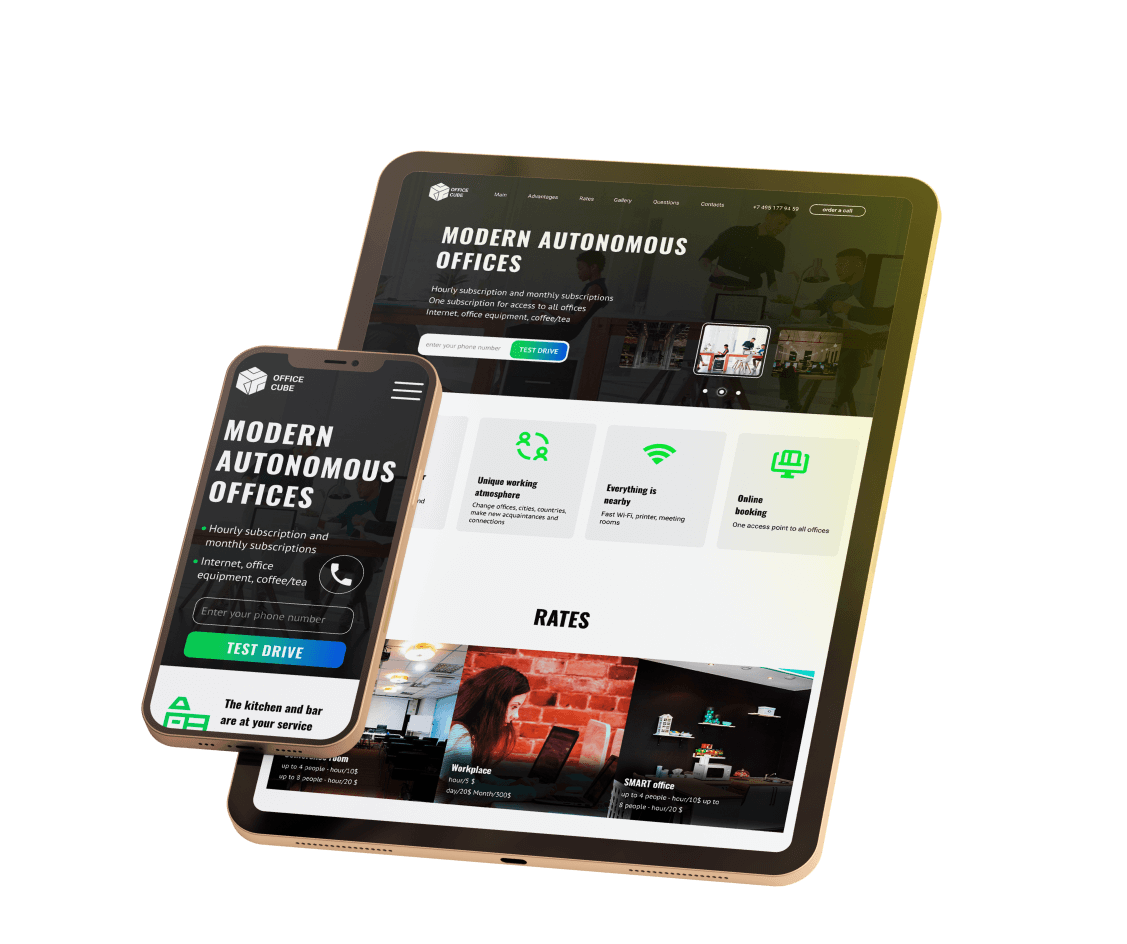 OFFICE
CUBE
Main
Advantages
Rates
Gallery
Questions
Contacts
+7 495 177 94 59
order a call
MODERN AUTONOMOUS
OFFICES
Hourly subscription and monthly subscriptions
One subscription for access to all offices
Internet, office equipment, coffee/tea
enter your phone number
TEST DRIVE
Unique working
atmosphere
Change offices, cities, countries,
make new acquaintances and
connections
Everything is
nearby
Fast Wi-Fi, printer, meeting
rooms
Online
booking
One access point to all offices
RATES
room
up to 4 people - hour/10$
up to 8 people - hour/20 $
Workplace
hour/5 $
day/20$ Month/300$
SMART office
up to 4 people - hour/10$ up to
8 people - hour/20 $
OFFICE
CUBE
MODERN
AUTONOMOUS
OFFICES
Hourly subscription and
monthly subscriptions
Internet, office
equipment, coffee/tea
Enter your phone number
TEST DRIVE
The kitchen and bar
are at your service